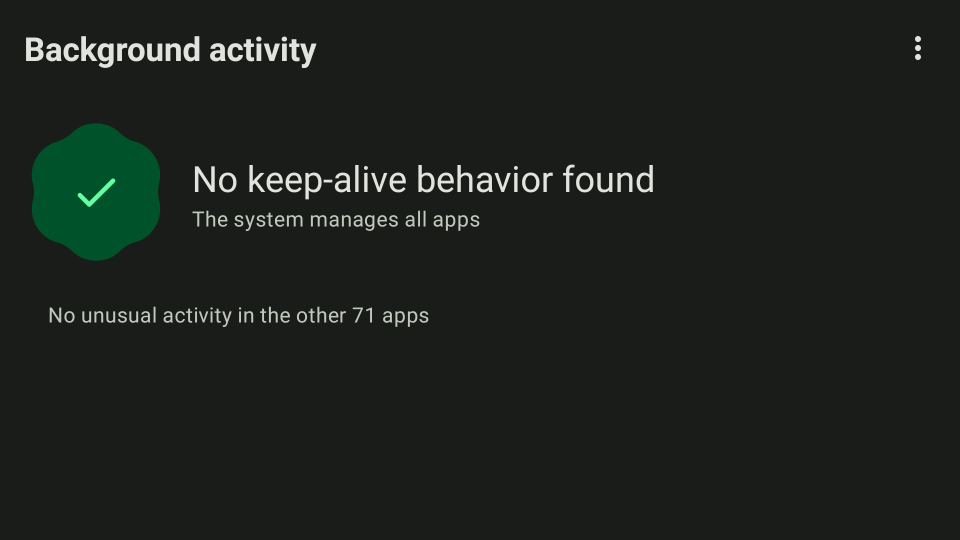 Background activity
No keep-alive behavior found
The system manages all apps
No unusual activity in the other 71 apps